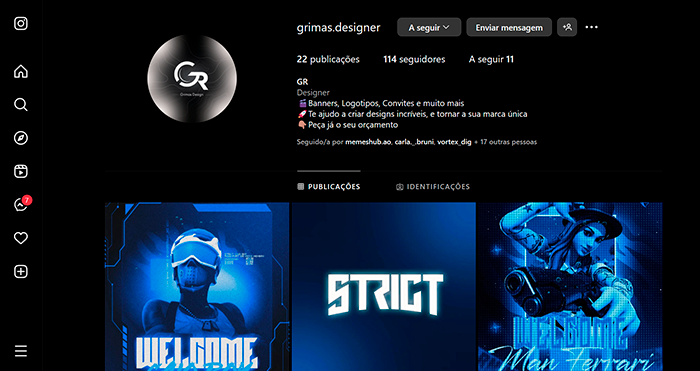 grimas.designer A seguir Enviar mensagem
22 publicações 114 seguidores A seguir 11
GR
Designer
Banners, Logotipos, Convites e muito mais
Te ajudo a criar designs incríveis, e tornar a sua marca única
Peça já o seu orçamento
Seguido/a por memeshub.ao, carla._.bruni, vortex_dig + 17 outras pessoas
GR
Grimas.Design
7
PUBLICAÇÕES IDENTIFICAÇÕES
WELCOME
STRICT
WELCOME
Man Ferrari